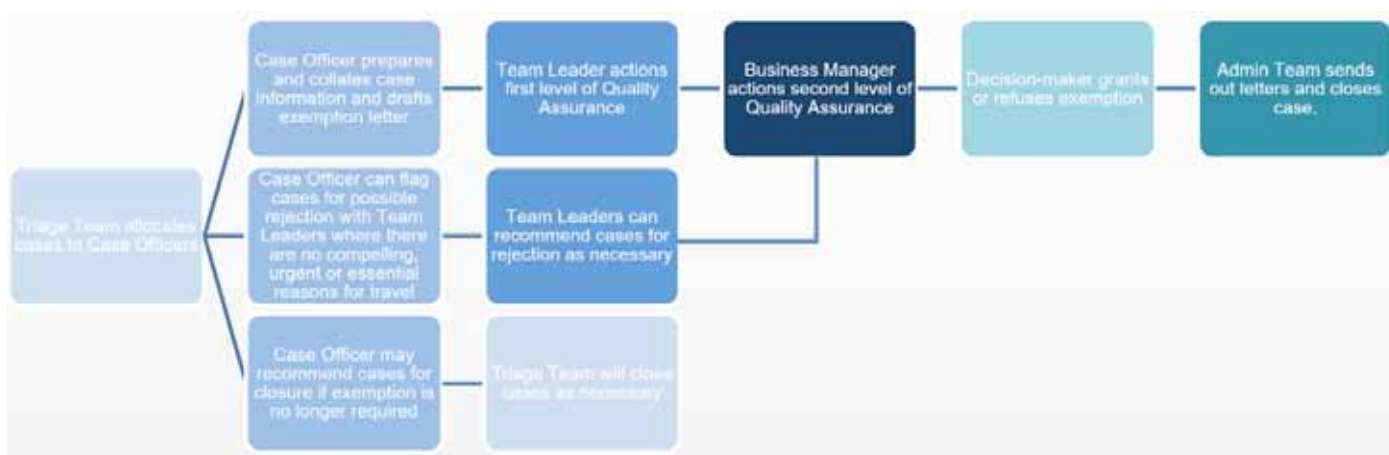 Case Officer prepares
and collates case
information and drafts
exemption letter
Team Leader actions
first level of Quality
Assurance
Business Manager
actions second level of
Quality Assurance
Decision-maker grants
or refuses exemption
Admin Team sends
out letters and closes
case.
Triage Team allocates
cases to Case Officers
Case Officer can flag
cases for possible
rejection with Team
Leaders where there
are no compelling,
urgent or essential
reasons for travel
Team Leaders can
recommend cases for
rejection as necessary
Case Officer may
recommend cases for
closure if exemption is
no longer required
Triage Team will close
cases as necessary